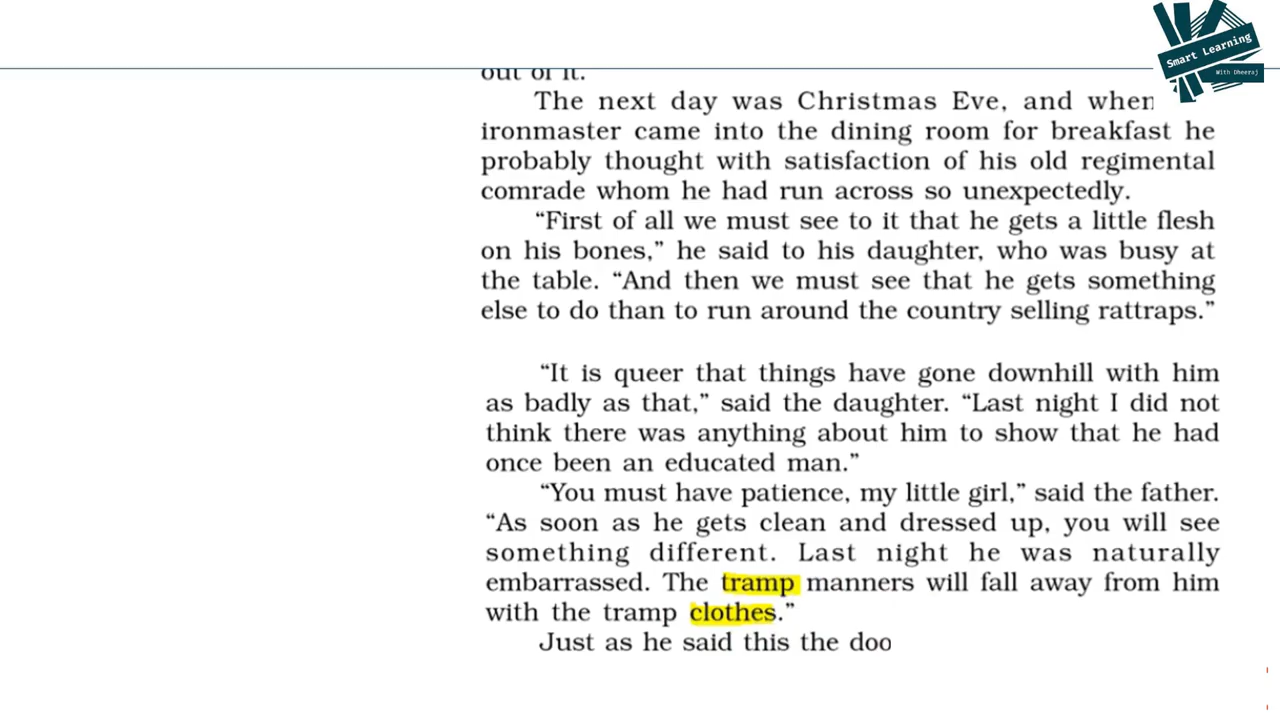 Smart Learning
With Dheeraj
out of it.
The next day was Christmas Eve, and when
ironmaster came into the dining room for breakfast he
probably thought with satisfaction of his old regimental
comrade whom he had run across so unexpectedly.
“First of all we must see to it that he gets a little flesh
on his bones,” he said to his daughter, who was busy at
the table. “And then we must see that he gets something
else to do than to run around the country selling rattraps.”
“It is queer that things have gone downhill with him
as badly as that,” said the daughter. “Last night I did not
think there was anything about him to show that he had
once been an educated man.”
“You must have patience, my little girl,” said the father.
“As soon as he gets clean and dressed up, you will see
something different. Last night he was naturally
embarrassed. The tramp manners will fall away from him
with the tramp clothes.”
Just as he said this the doo